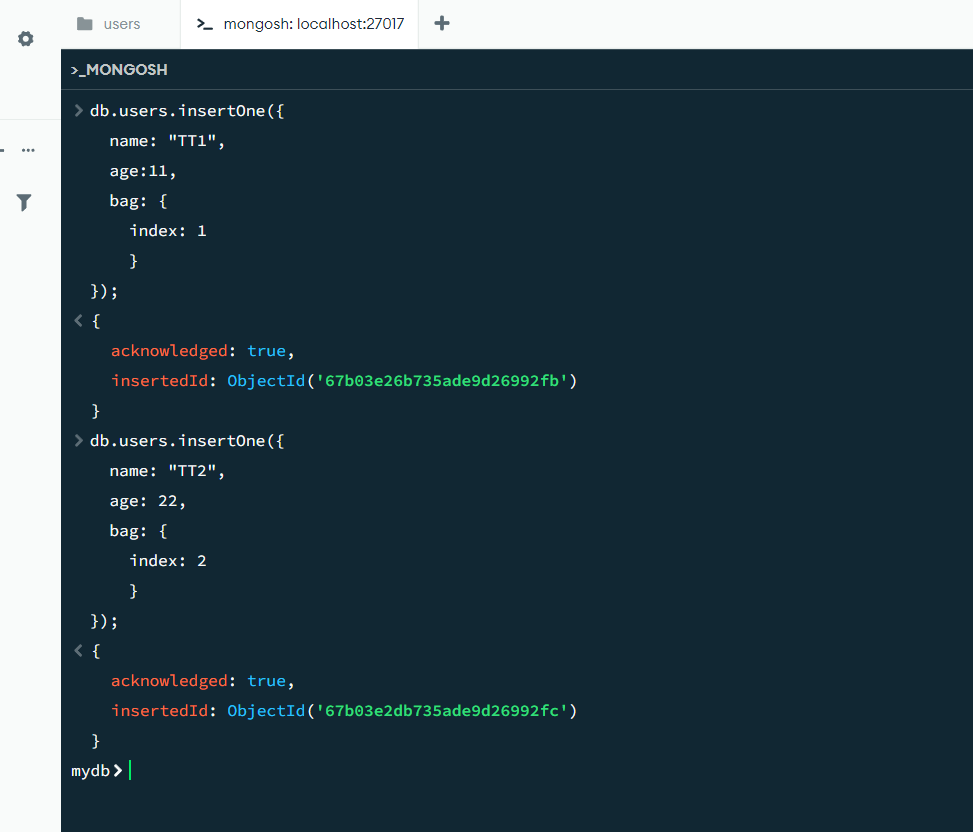 users
>_ mongosh: localhost:27017 +
>_MONGOSH
> db.users.insertOne({
name: "TT1",
age:11,
bag: {
index: 1
}
});
< {
acknowledged: true,
insertedId: ObjectId('67b03e26b735ade9d26992fb')
}
> db.users.insertOne({
name: "TT2",
age: 22,
bag: {
index: 2
}
});
< {
acknowledged: true,
insertedId: ObjectId('67b03e2db735ade9d26992fc')
}
mydb>